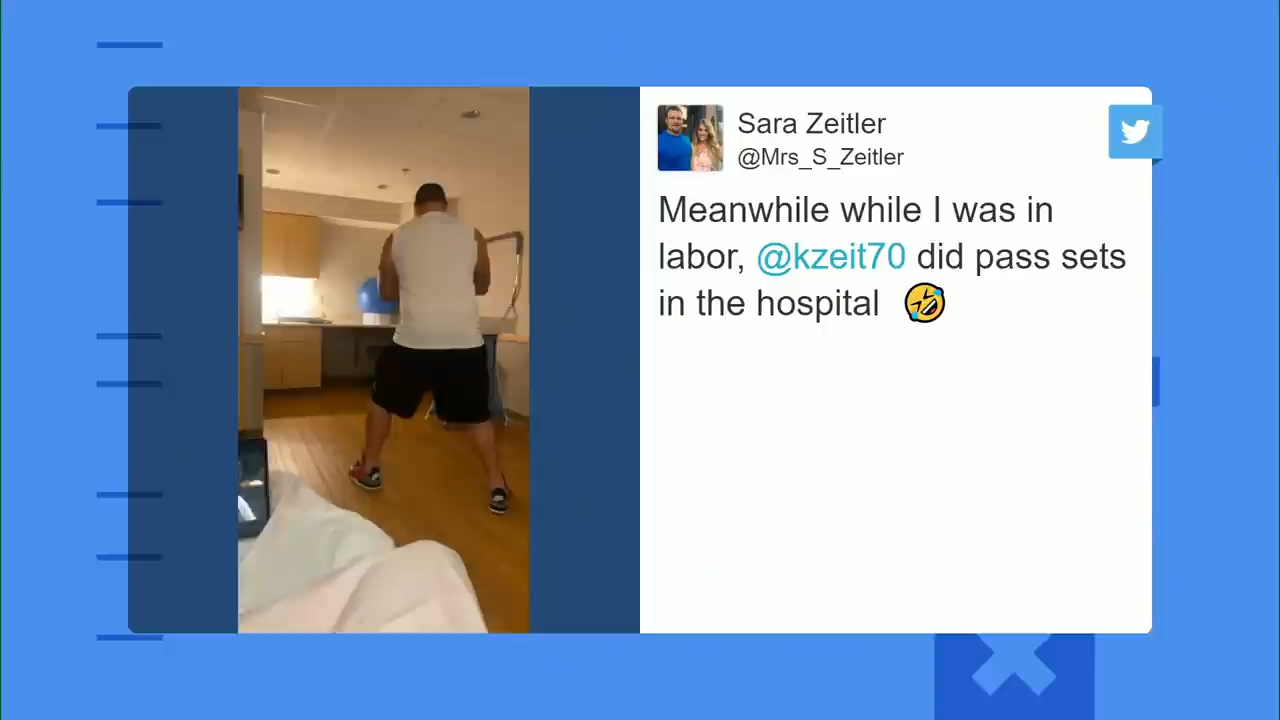 Sara Zeitler
@Mrs_S_Zeitler
Meanwhile while I was in
labor, @kzeit70 did pass sets
in the hospital 🤣